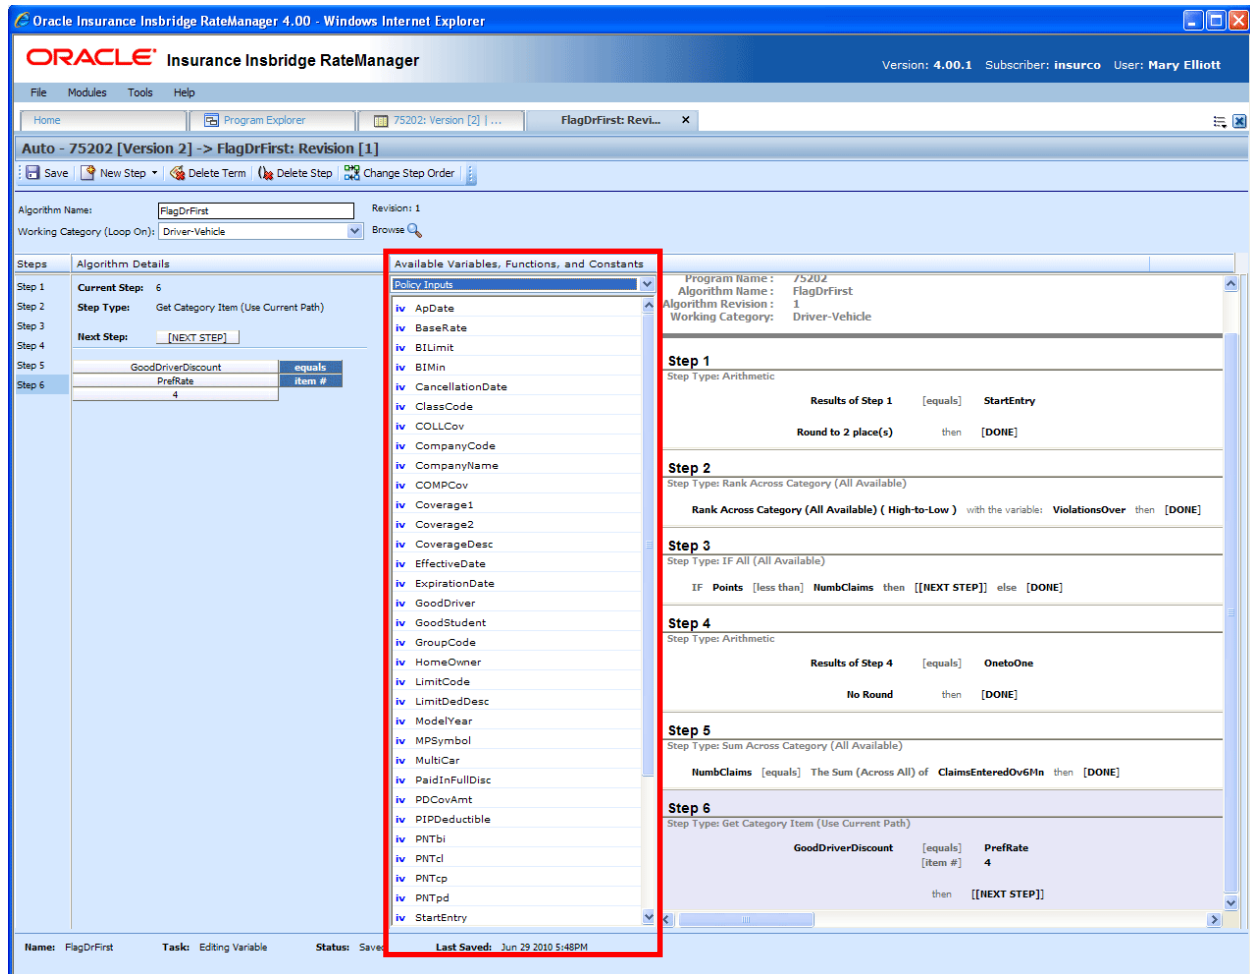 Oracle Insurance Insbridge RateManager 4.00 - Windows Internet Explorer
ORACLE Insurance Insbridge RateManager
Version: 4.00.1 Subscriber: insurco User: Mary Elliott
File Modules Tools Help
Home Program Explorer 75202: Version [2] | ... FlagDrFirst: Revi... x
Auto - 75202 [Version 2] -> FlagDrFirst: Revision [1]
Save New Step Delete Term Delete Step Change Step Order
Algorithm Name: FlagDrFirst Revision: 1
Working Category (Loop On): Driver-Vehicle Browse
Steps
Step 1
Step 2
Step 3
Step 4
Step 5
Step 6
Algorithm Details
Current Step: 6
Step Type: Get Category Item (Use Current Path)
Next Step: [NEXT STEP]
GoodDriverDiscount equals
PrefRate item #
4
Available Variables, Functions, and Constants
Policy Inputs
iv ApDate
iv BaseRate
iv BILimit
iv BIMin
iv CancellationDate
iv ClassCode
iv COLLCov
iv CompanyCode
iv CompanyName
iv COMPCov
iv Coverage1
iv Coverage2
iv CoverageDesc
iv EffectiveDate
iv ExpirationDate
iv GoodDriver
iv GoodStudent
iv GroupCode
iv HomeOwner
iv LimitCode
iv LimitDedDesc
iv ModelYear
iv MPSymbol
iv MultiCar
iv PaidInFullDisc
iv PDCovAmt
iv PIPDeductible
iv PNTbi
iv PNTcl
iv PNTcp
iv PNTpd
iv StartEntry
Program Name : 75202
Algorithm Name : FlagDrFirst
Algorithm Revision : 1
Working Category: Driver-Vehicle
Step 1
Step Type: Arithmetic
Results of Step 1 [equals] StartEntry
Round to 2 place(s) then [DONE]
Step 2
Step Type: Rank Across Category (All Available)
Rank Across Category (All Available) ( High-to-Low ) with the variable: ViolationsOver then [DONE]
Step 3
Step Type: IF All (All Available)
IF Points [less than] NumbClaims then [[NEXT STEP]] else [DONE]
Step 4
Step Type: Arithmetic
Results of Step 4 [equals] OnetoOne
No Round then [DONE]
Step 5
Step Type: Sum Across Category (All Available)
NumbClaims [equals] The Sum (Across All) of ClaimsEnteredOv6Mn then [DONE]
Step 6
Step Type: Get Category Item (Use Current Path)
GoodDriverDiscount [equals] PrefRate
[item #] 4
then [[NEXT STEP]]
Name: FlagDrFirst Task: Editing Variable Status: Save Last Saved: Jun 29 2010 5:48PM